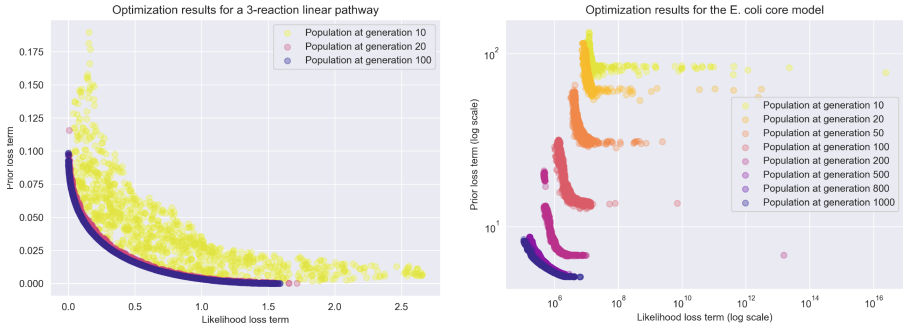 Optimization results for a 3-reaction linear pathway
Population at generation 10
Population at generation 20
Population at generation 100
0.175
0.150
0.125
0.100
0.075
0.050
0.025
0.000
Prior loss term
0.0
0.5
1.0
1.5
2.0
2.5
Likelihood loss term
Optimization results for the E. coli core model
Population at generation 10
Population at generation 20
Population at generation 50
Population at generation 100
Population at generation 200
Population at generation 500
Population at generation 800
Population at generation 1000
10²
10¹
Prior loss term (log scale)
10⁶
10⁸
10¹⁰
10¹²
10¹⁴
10¹⁶
Likelihood loss term (log scale)